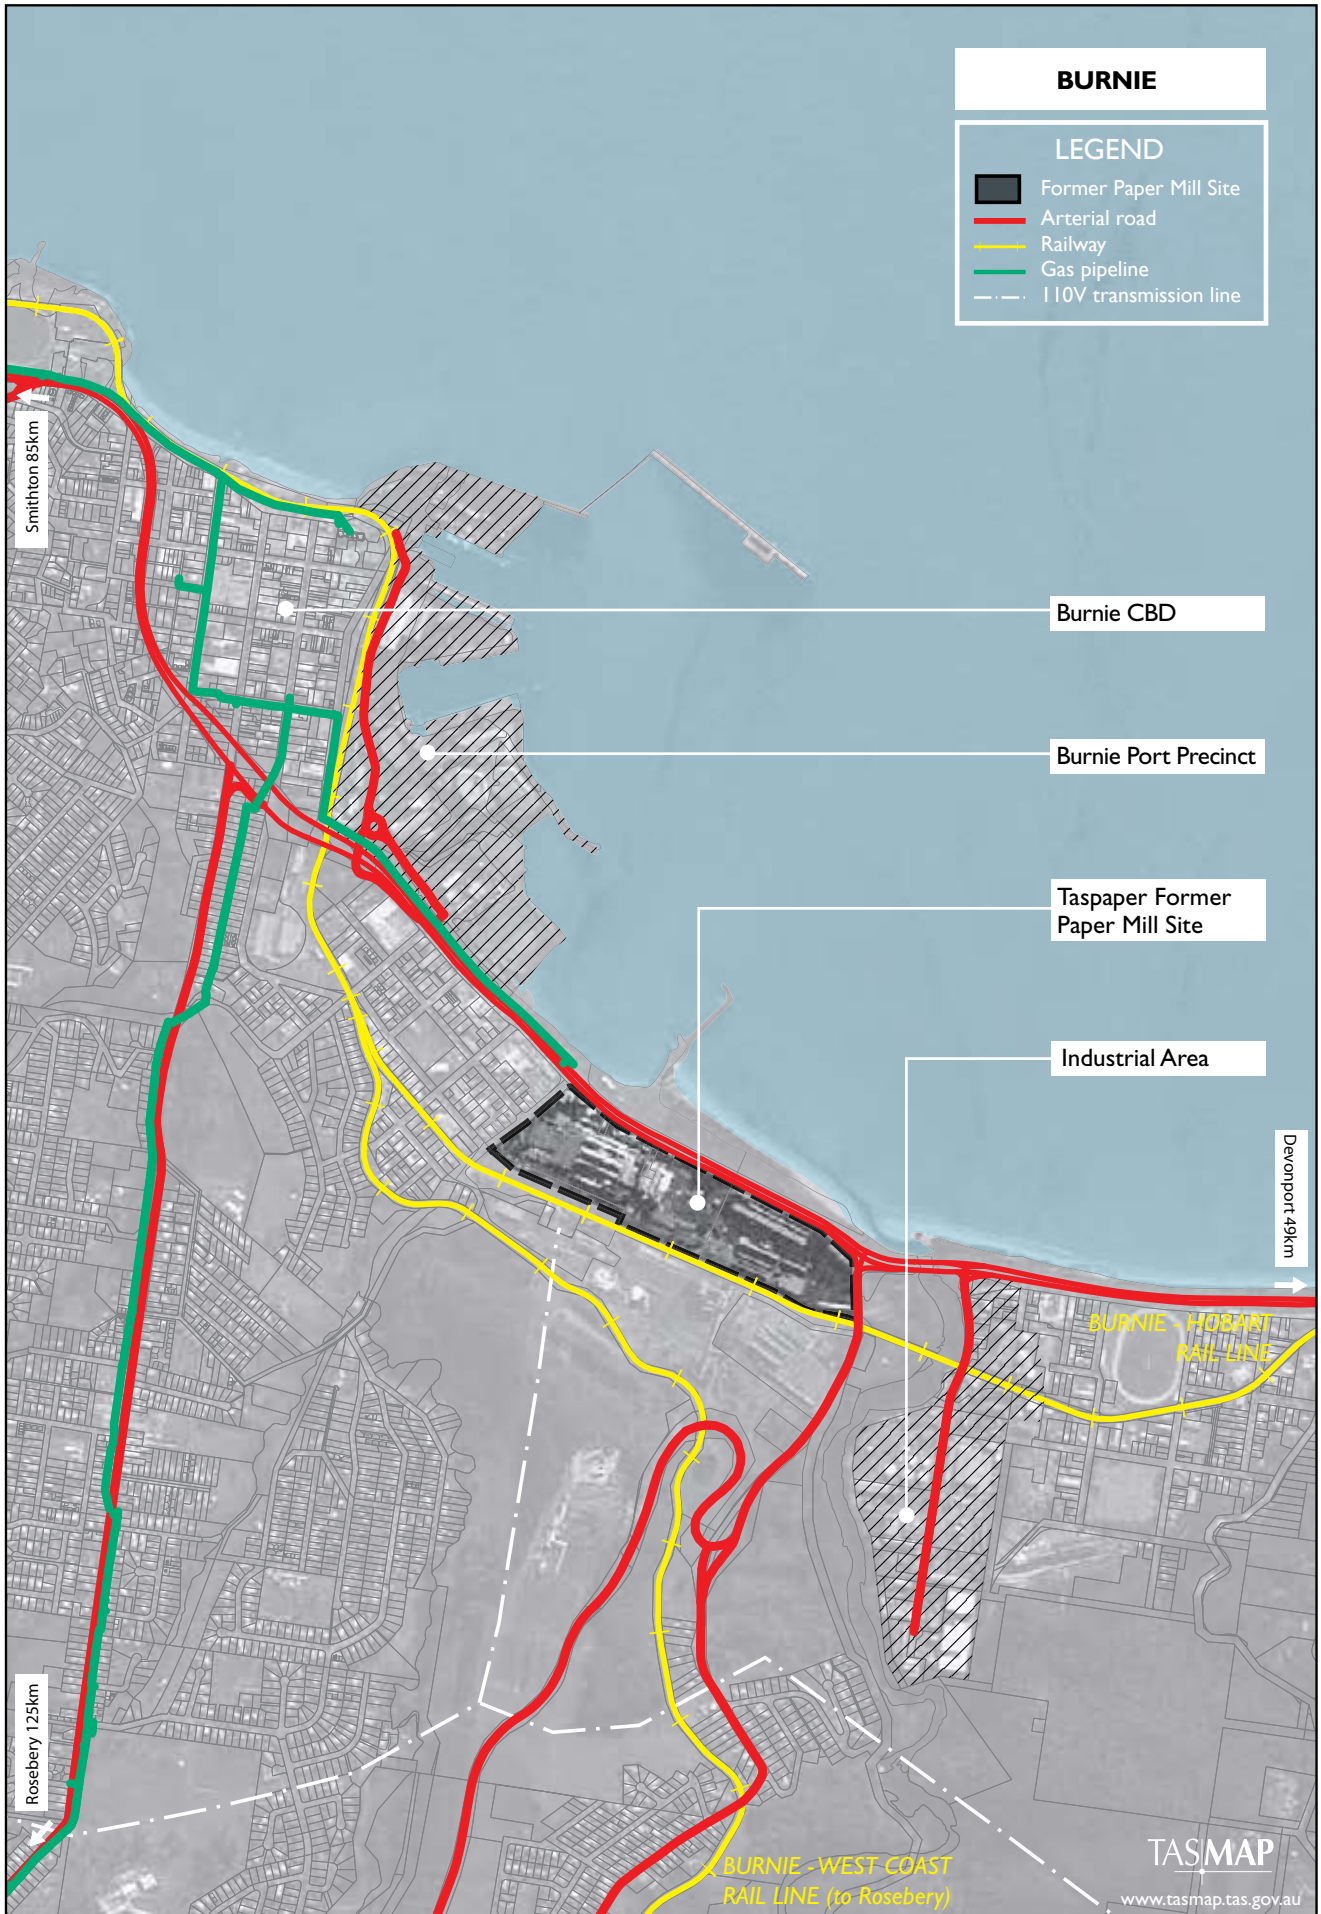 BURNIE
LEGEND
Former Paper Mill Site
Arterial road
Railway
Gas pipeline
110V transmission line
Smithton 85km
Burnie CBD
Burnie Port Precinct
Taspaper Former
Paper Mill Site
Industrial Area
Devonport 49km
BURNIE - HOBART
RAIL LINE
Rosebery 125km
BURNIE - WEST COAST
RAIL LINE (to Rosebery)
TASMAP
www.tasmap.tas.gov.au